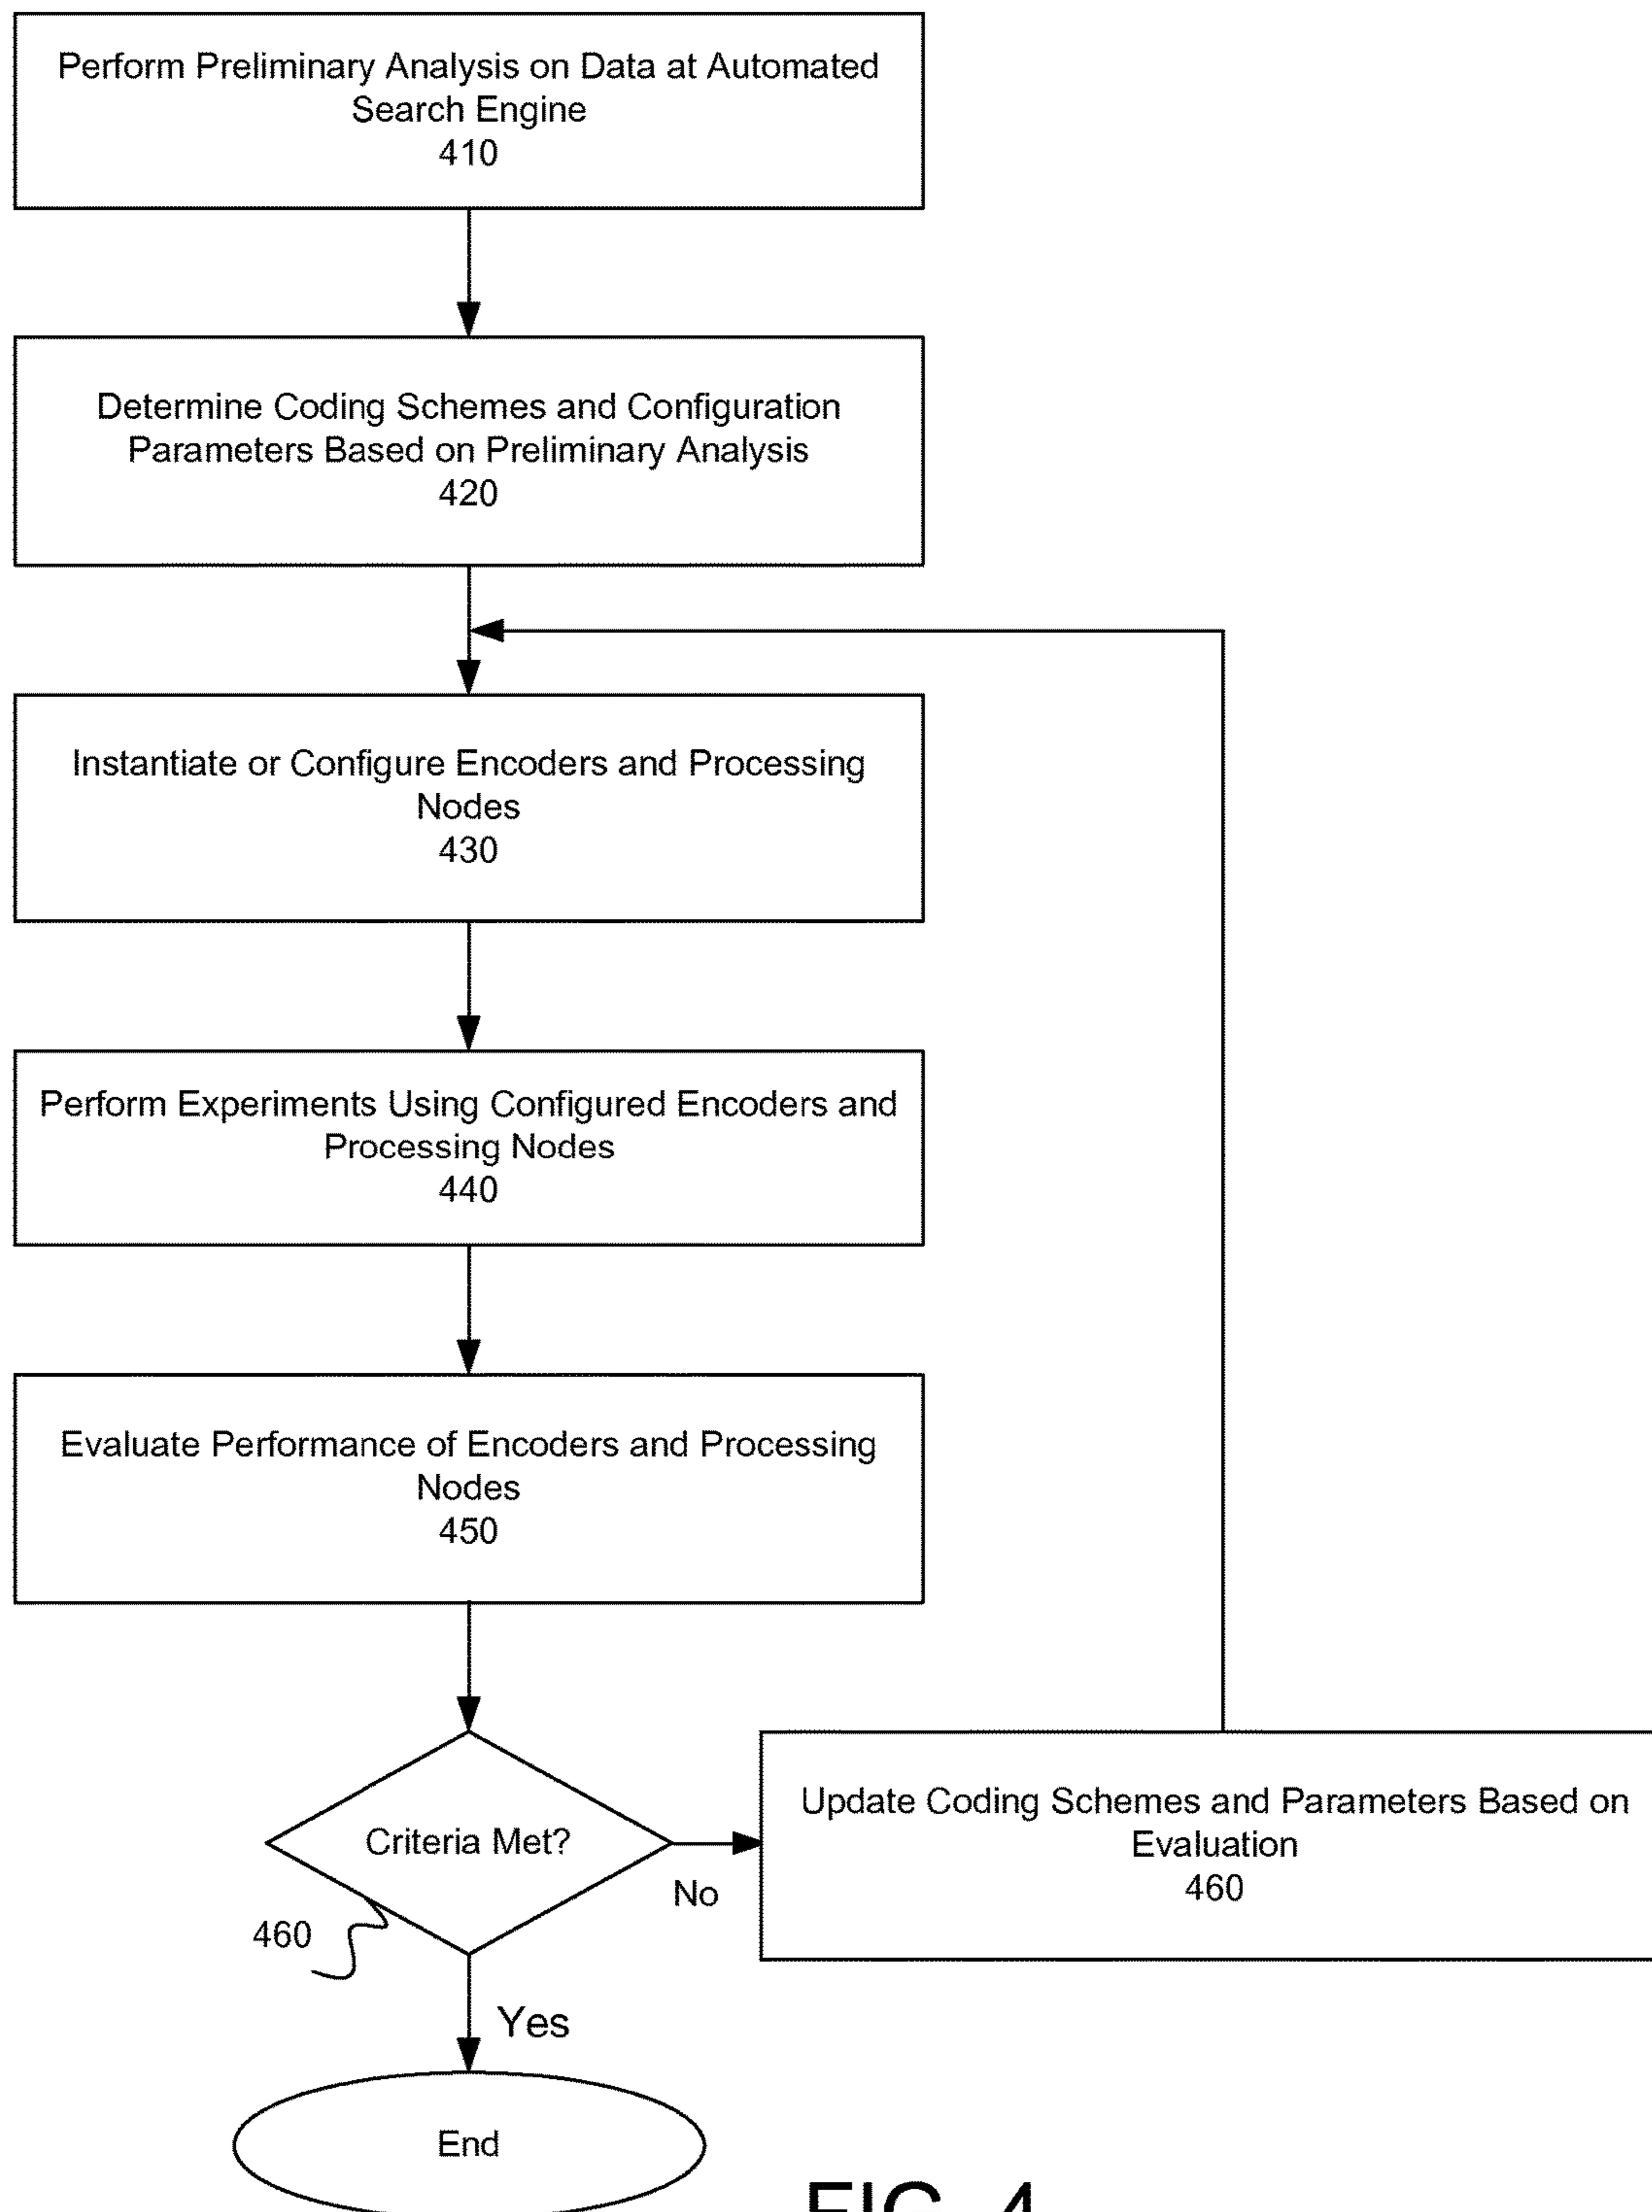 Perform Preliminary Analysis on Data at Automated
Search Engine
410
Determine Coding Schemes and Configuration
Parameters Based on Preliminary Analysis
420
Instantiate or Configure Encoders and Processing
Nodes
430
Perform Experiments Using Configured Encoders and
Processing Nodes
440
Evaluate Performance of Encoders and Processing
Nodes
450
Criteria Met?
460
No
Update Coding Schemes and Parameters Based on
Evaluation
460
Yes
End
FIG. 4